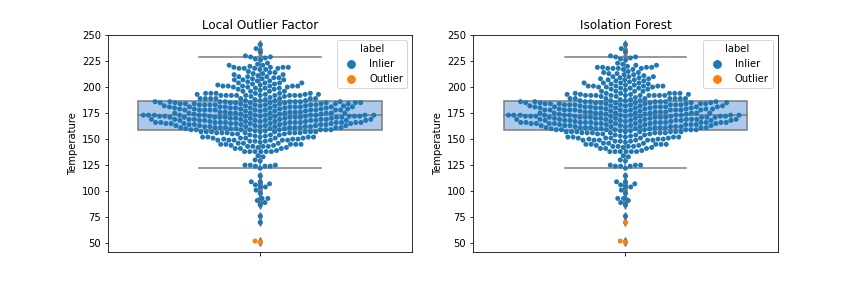 Local Outlier Factor
250
225
200
175
150
125
100
75
50
Temperature
label
Inlier
Outlier
Isolation Forest
250
225
200
175
150
125
100
75
50
Temperature
label
Inlier
Outlier